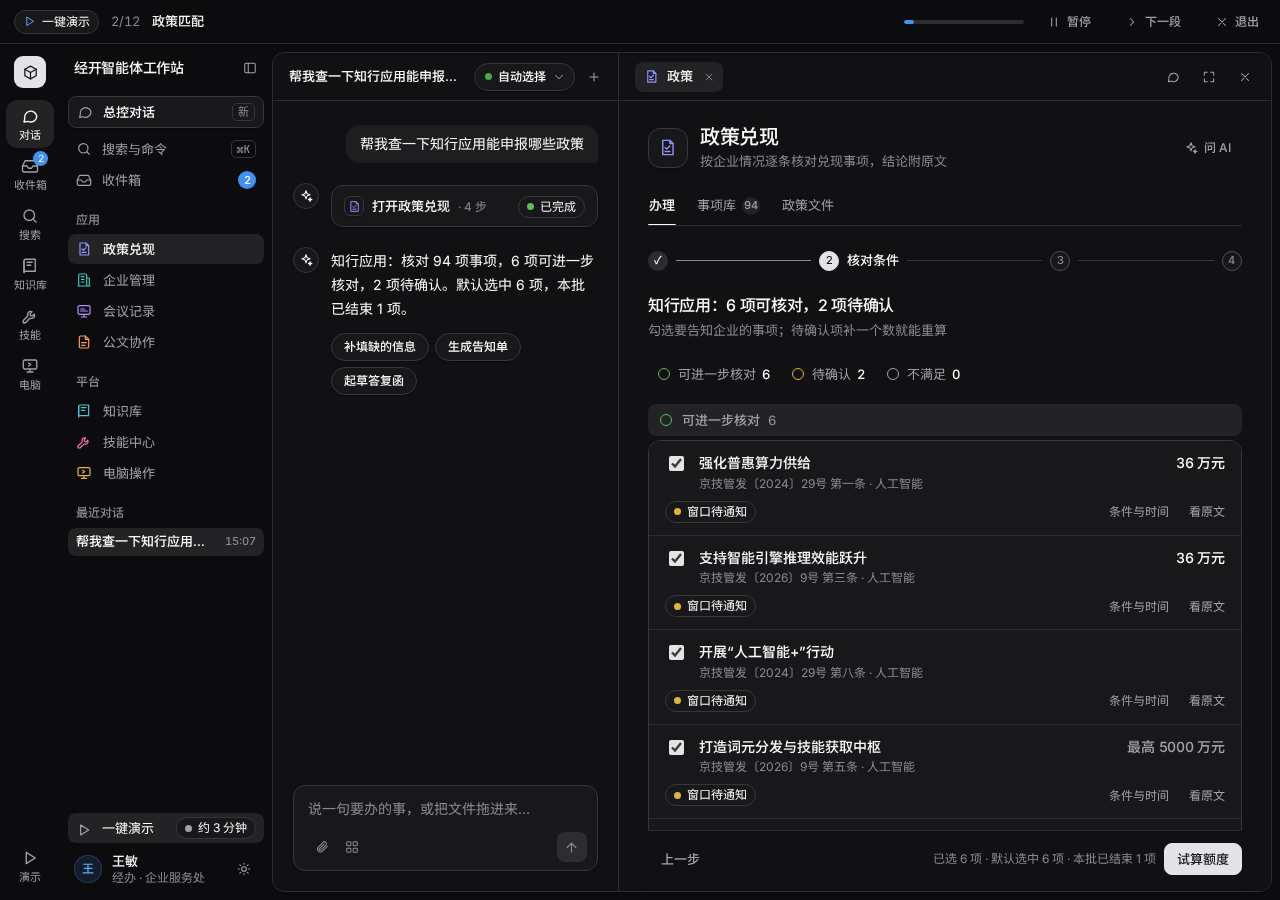 一键演示
2/12 政策匹配
暂停
下一段
退出
对话
2
收件箱
搜索
知识库
技能
电脑
演示
经开智能体工作站
总控对话 新
搜索与命令 ⌘K
收件箱 2
应用
政策兑现
企业管理
会议记录
公文协作
平台
知识库
技能中心
电脑操作
最近对话
帮我查一下知行应用... 15:07
一键演示 约 3 分钟
王 王敏
经办 · 企业服务处
帮我查一下知行应用能申报... 自动选择
帮我查一下知行应用能申报哪些政策
打开政策兑现 · 4 步 已完成
知行应用：核对 94 项事项，6 项可进一步
核对，2 项待确认。默认选中 6 项，本批
已结束 1 项。
补填缺的信息 生成告知单
起草答复函
说一句要办的事，或把文件拖进来...
政策
政策兑现
按企业情况逐条核对兑现事项，结论附原文
问 AI
办理 事项库 94 政策文件
2 核对条件 3 4
知行应用：6 项可核对，2 项待确认
勾选要告知企业的事项；待确认项补一个数就能重算
可进一步核对 6 待确认 2 不满足 0
可进一步核对 6
强化普惠算力供给 36 万元
京技管发〔2024〕29号 第一条 · 人工智能
窗口待通知 条件与时间 看原文
支持智能引擎推理效能跃升 36 万元
京技管发〔2026〕9号 第三条 · 人工智能
窗口待通知 条件与时间 看原文
开展“人工智能+”行动
京技管发〔2024〕29号 第八条 · 人工智能
窗口待通知 条件与时间 看原文
打造词元分发与技能获取中枢 最高 5000 万元
京技管发〔2026〕9号 第五条 · 人工智能
窗口待通知 条件与时间 看原文
上一步 已选 6 项 · 默认选中 6 项 · 本批已结束 1 项 试算额度